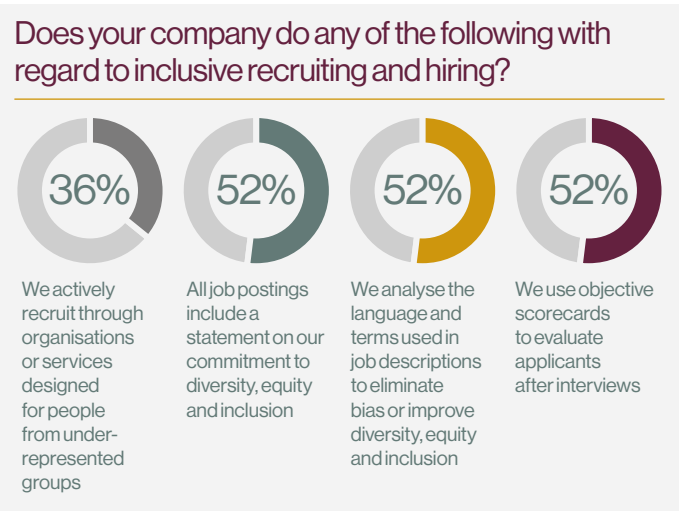 Does your company do any of the following with
regard to inclusive recruiting and hiring?
36%
52%
52%
52%
We actively
recruit through
organisations
or services
designed
for people
from under-
represented
groups
All job postings
include a
statement on our
commitment to
diversity, equity
and inclusion
We analyse the
language and
terms used in
job descriptions
to eliminate
bias or improve
diversity, equity
and inclusion
We use objective
scorecards
to evaluate
applicants
after interviews